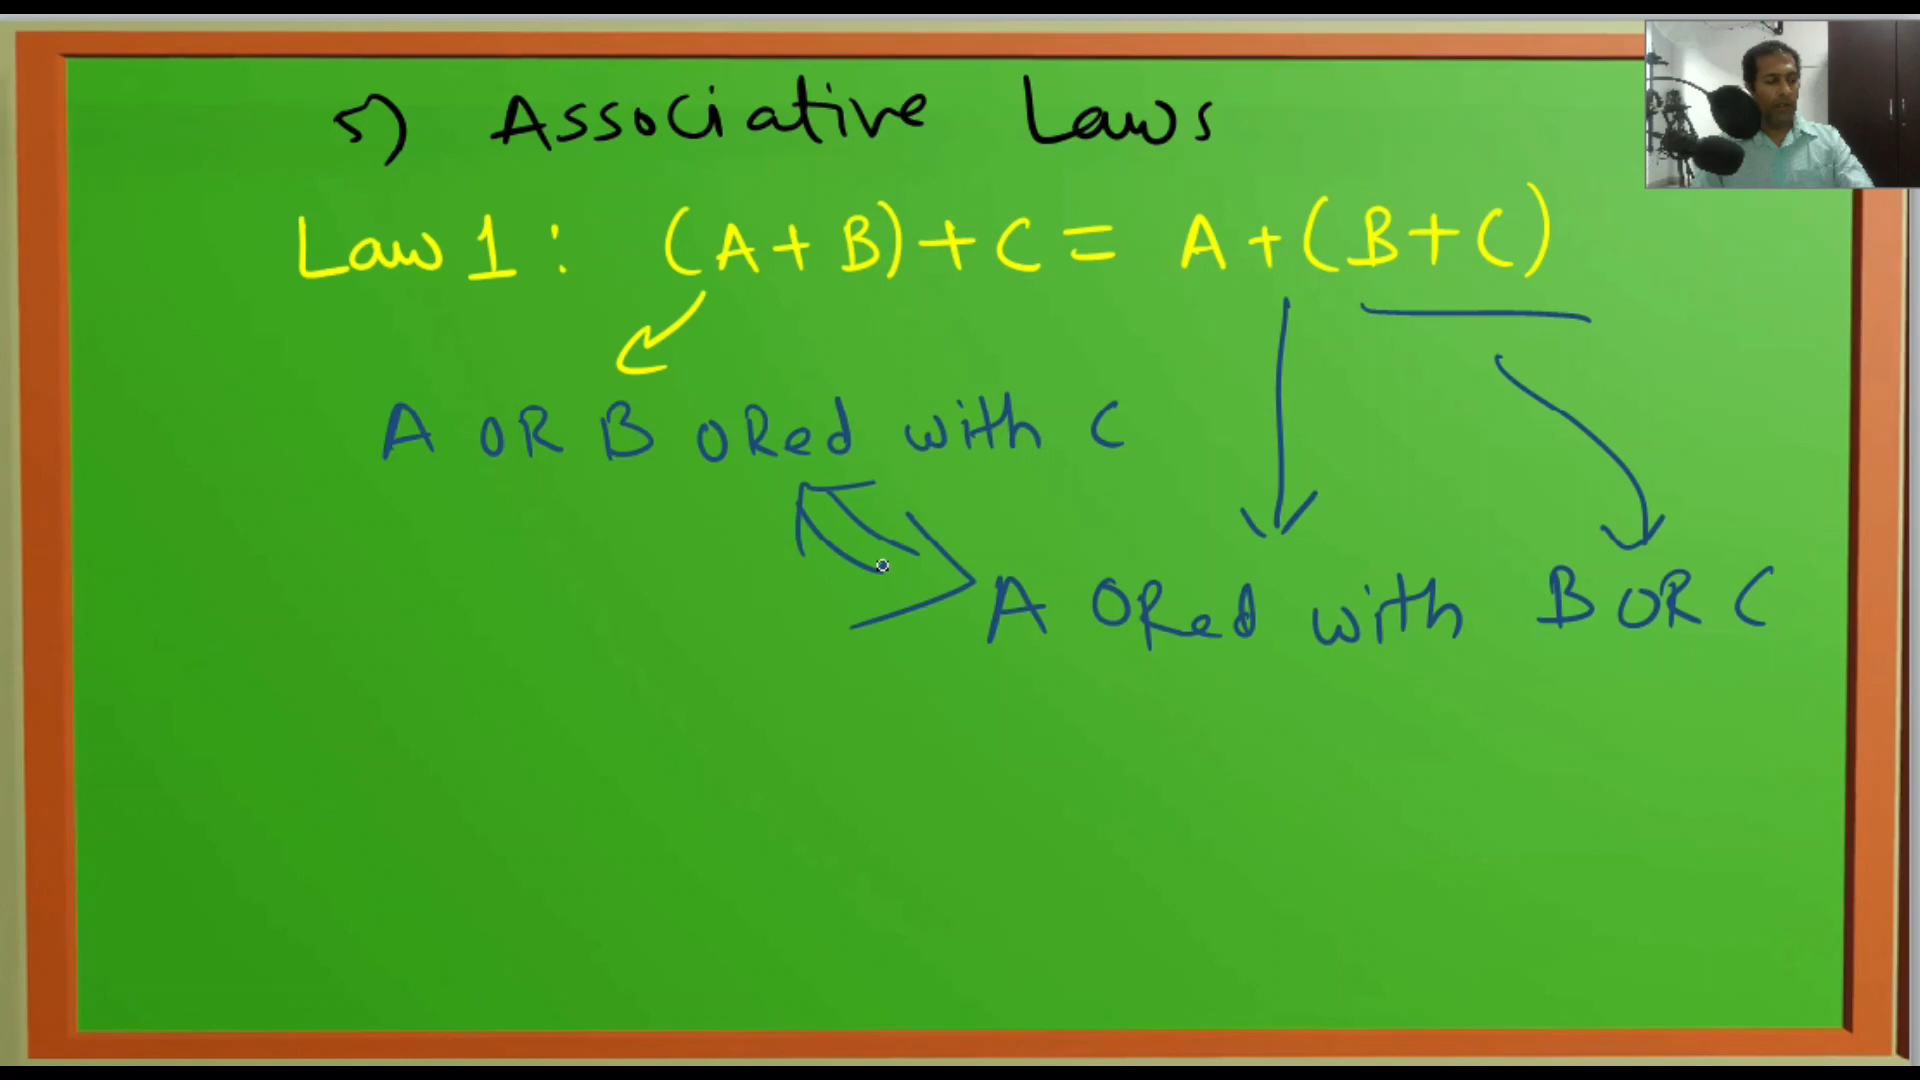 5) Associative Laws
Law 1 : (A+B)+C = A+(B+C)
A OR B ORed with C
A ORed with B OR C